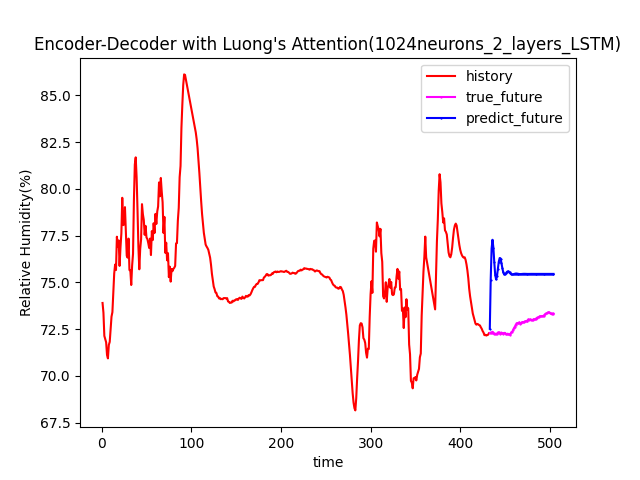 Encoder-Decoder with Luong's Attention(1024neurons_2_layers_LSTM)
history
true_future
predict_future
Relative Humidity(%)
85.0
82.5
80.0
77.5
75.0
72.5
70.0
67.5
0 100 200 300 400 500
time